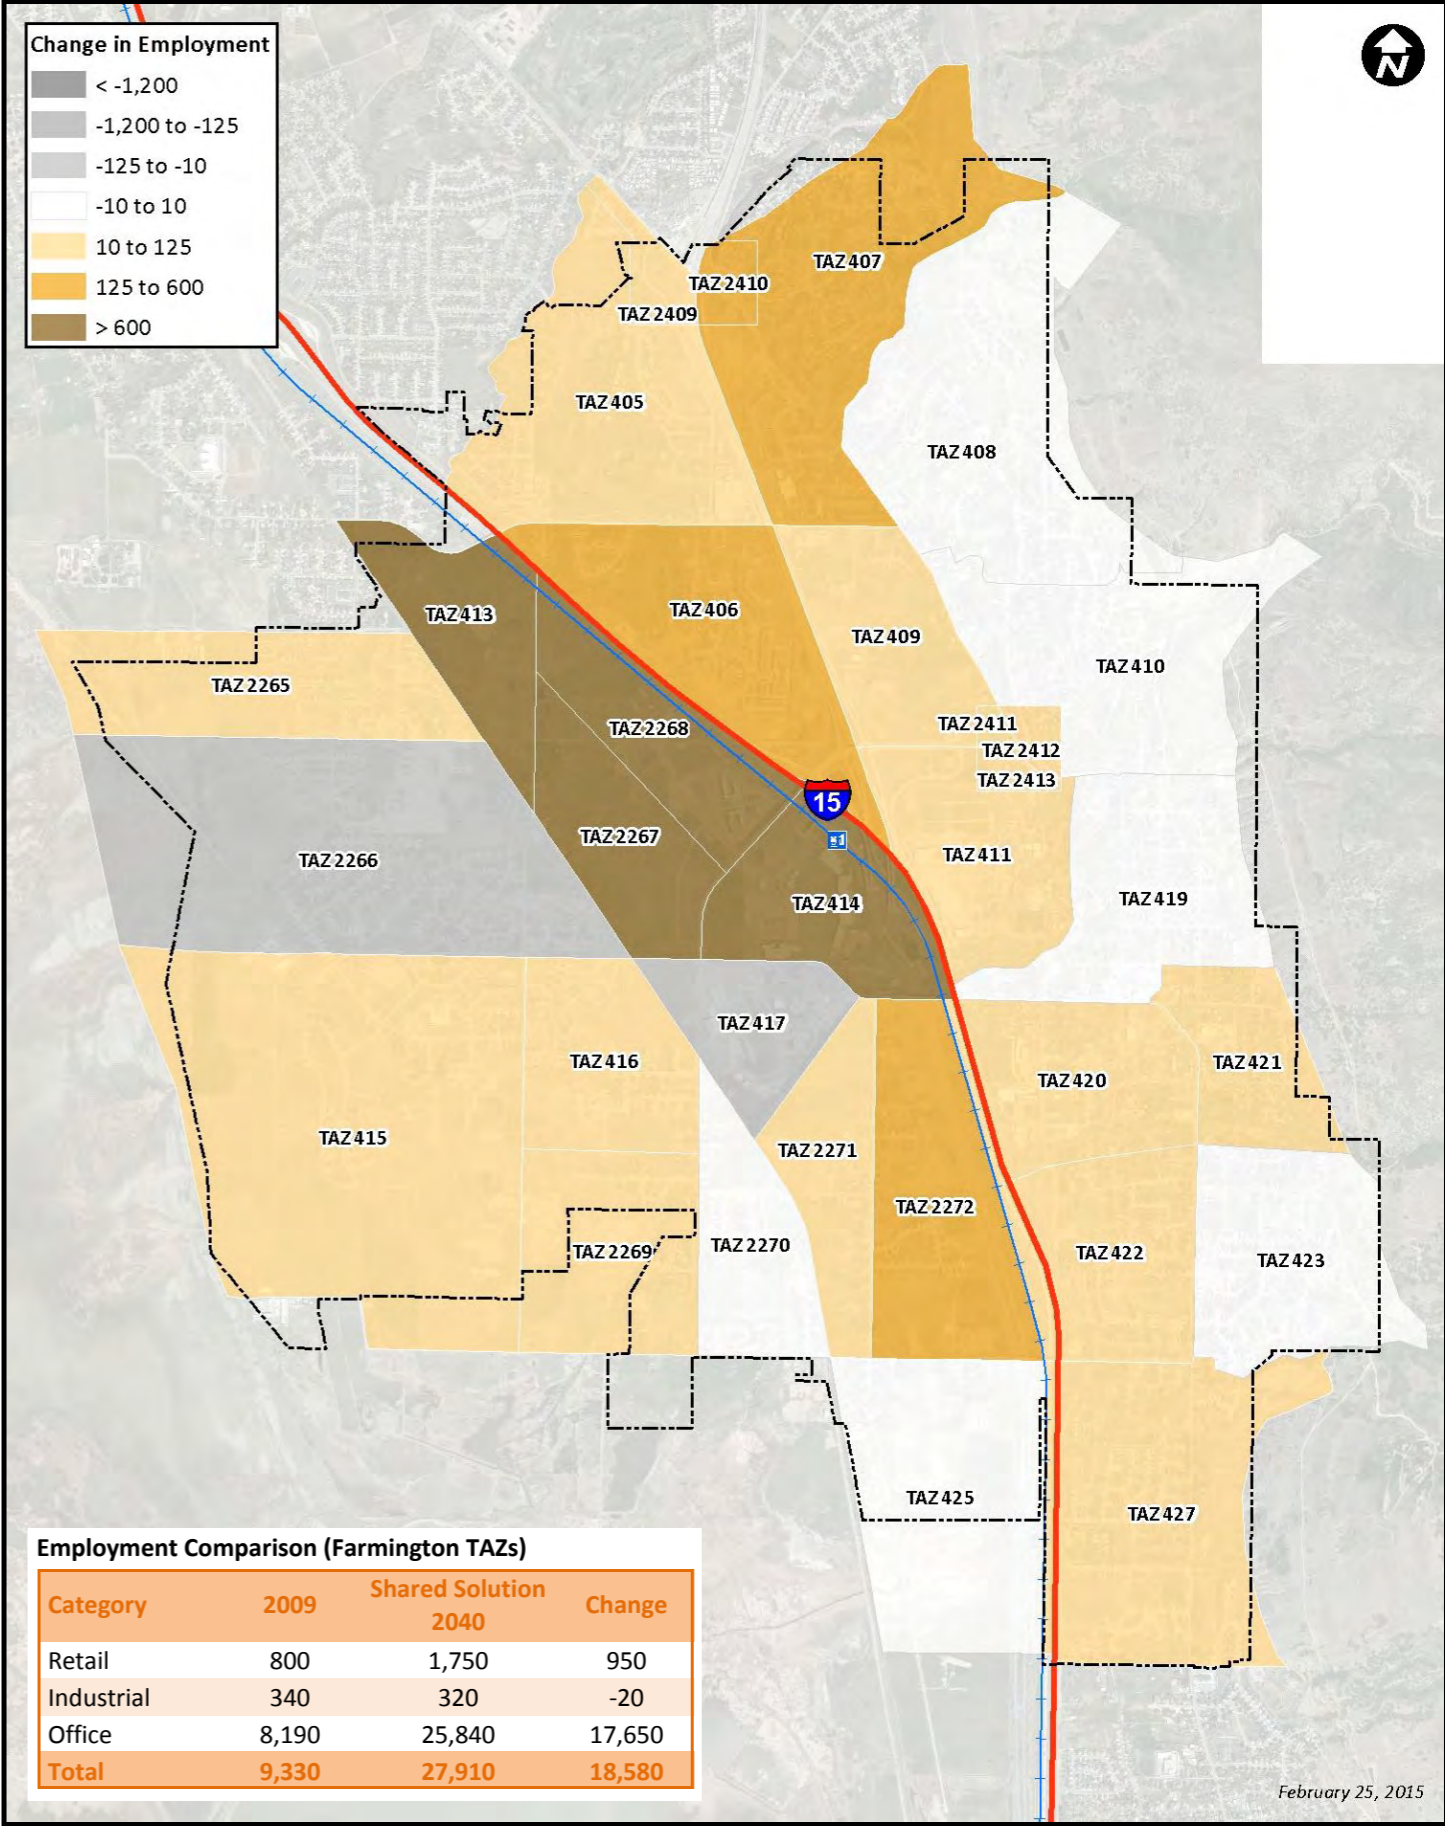 Change in Employment
< -1,200
-1,200 to -125
-125 to -10
-10 to 10
10 to 125
125 to 600
> 600
N
TAZ 407
TAZ 2410
TAZ 2409
TAZ 405
TAZ 408
TAZ 413
TAZ 406
TAZ 409
TAZ 410
TAZ 2265
TAZ 2411
TAZ 2268
TAZ 2412
TAZ 2413
15
TAZ 2267
TAZ 2266
TAZ 411
TAZ 414
TAZ 419
TAZ 417
TAZ 416
TAZ 421
TAZ 420
TAZ 415
TAZ 2271
TAZ 2272
TAZ 2269
TAZ 2270
TAZ 422
TAZ 423
TAZ 425
TAZ 427
Employment Comparison (Farmington TAZs)
Category 2009 Shared Solution 2040 Change
Retail 800 1,750 950
Industrial 340 320 -20
Office 8,190 25,840 17,650
Total 9,330 27,910 18,580
February 25, 2015